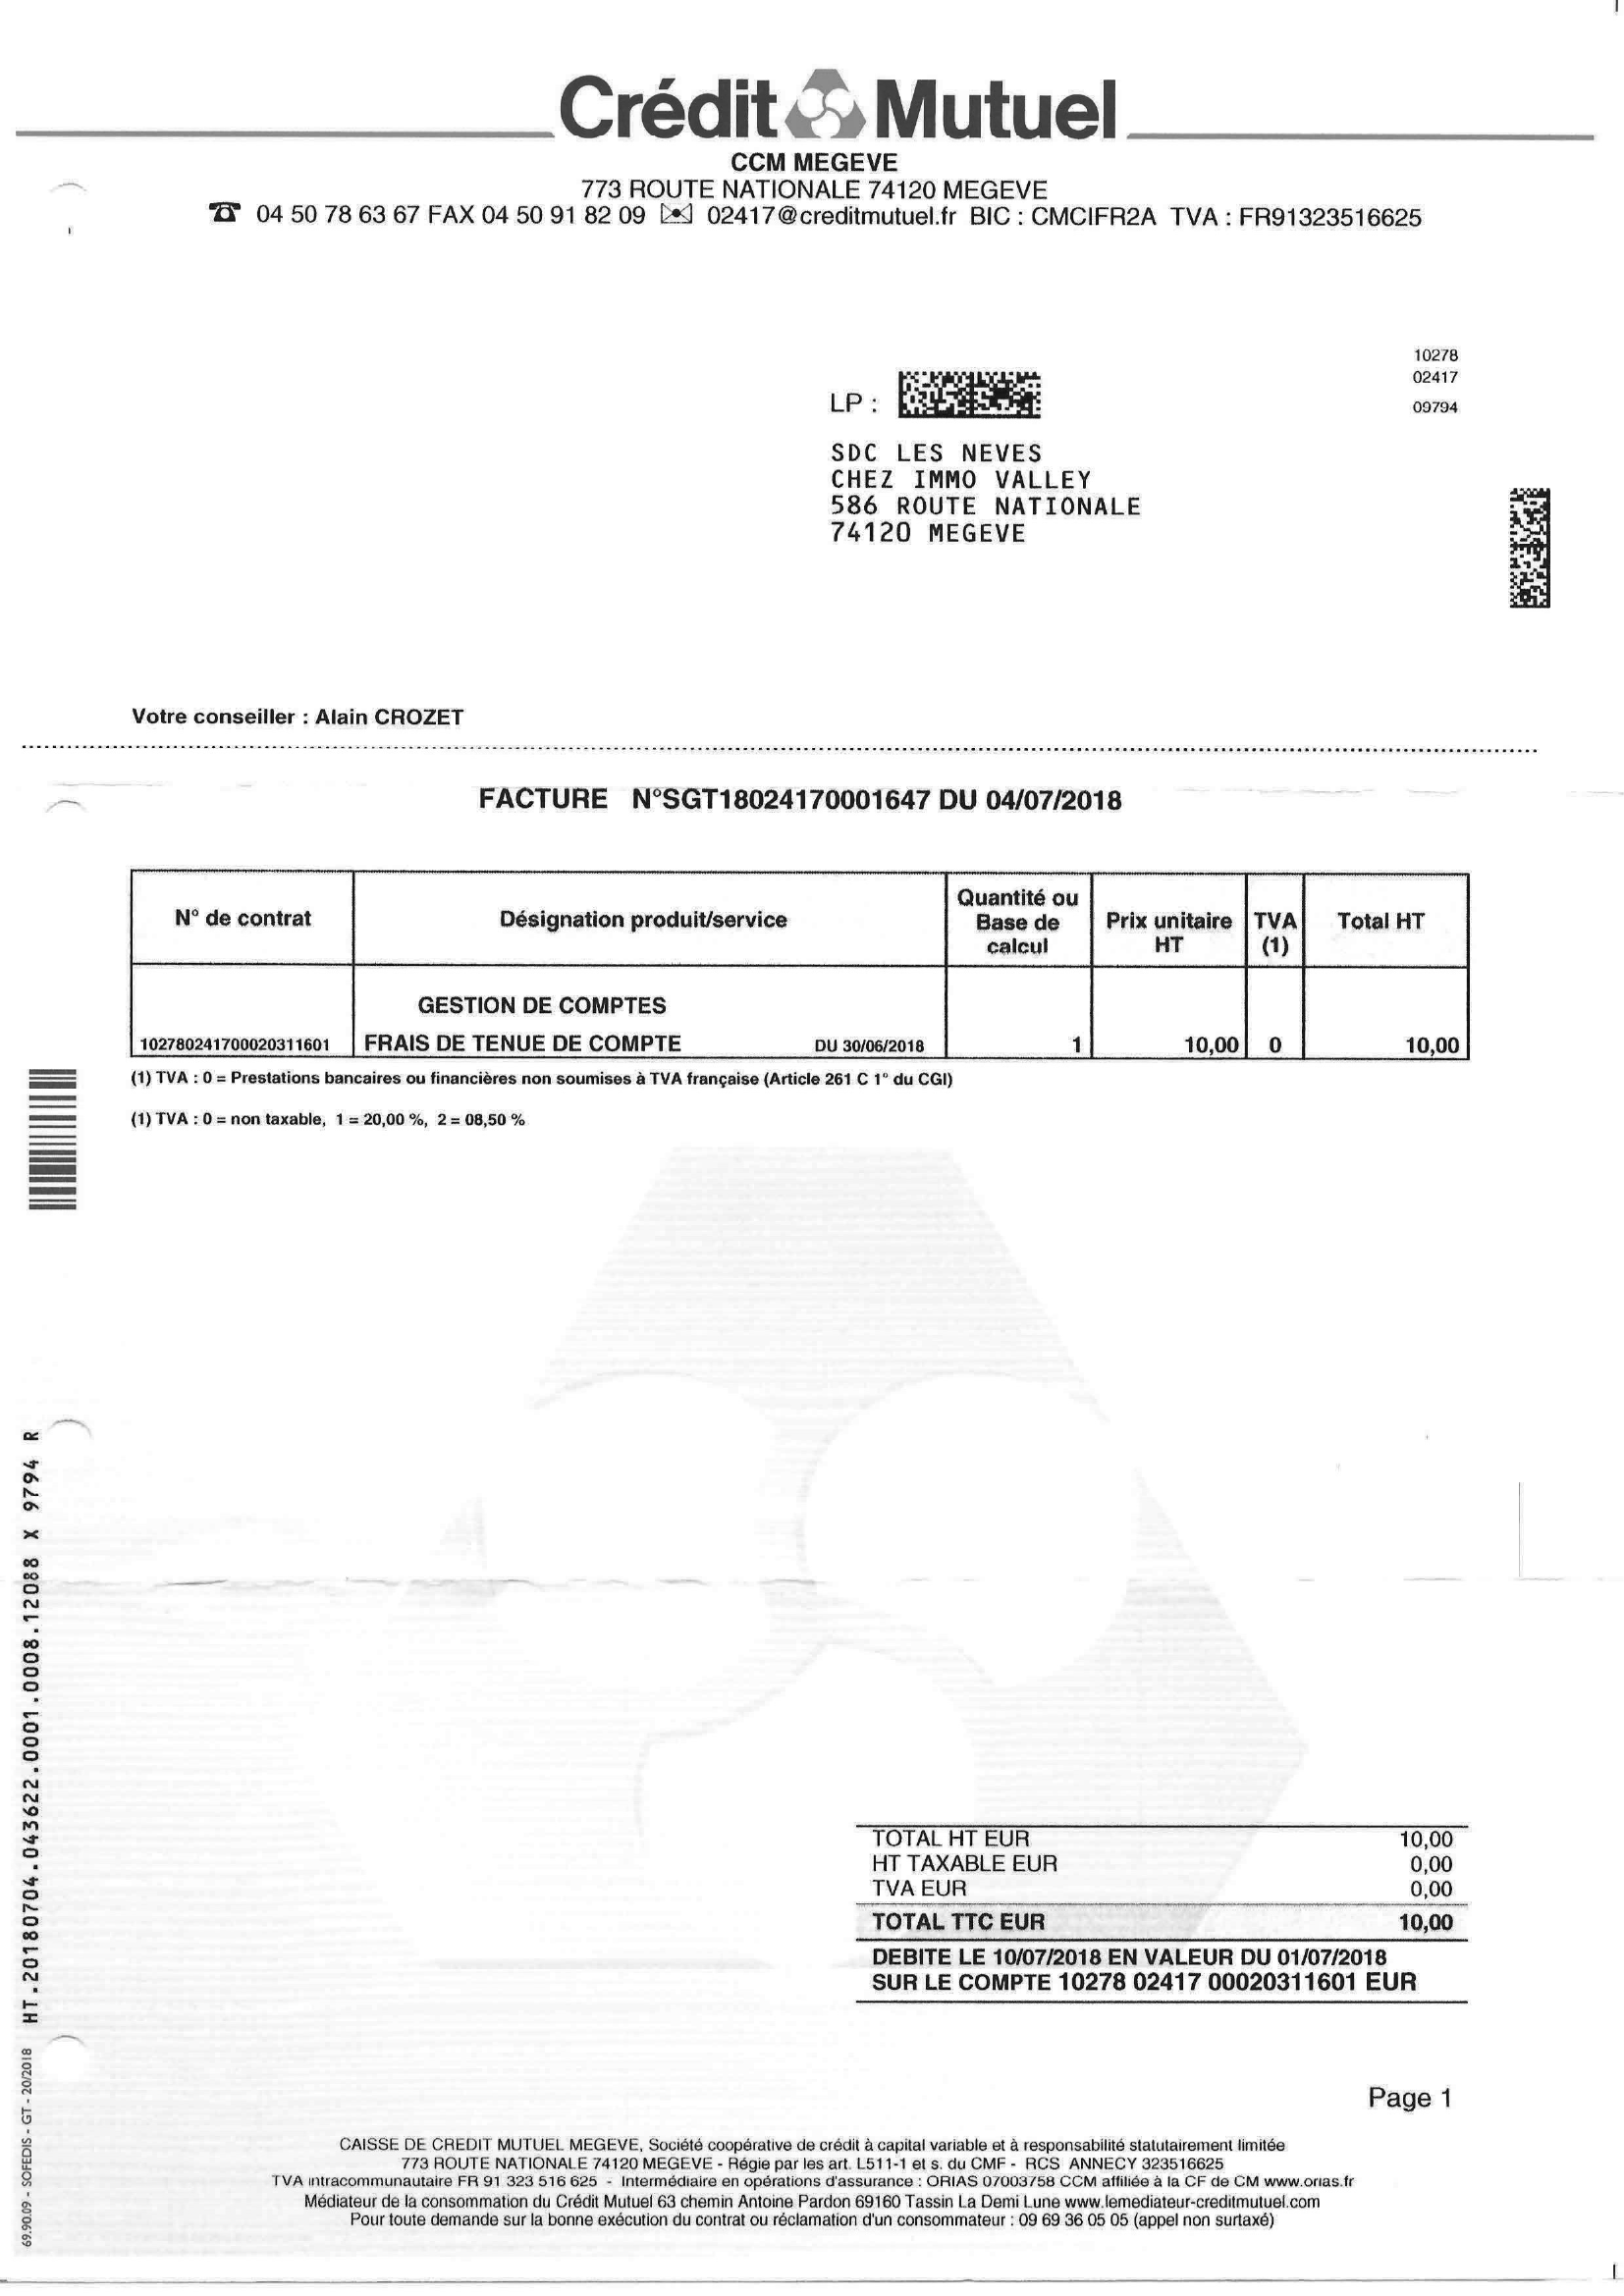 Crédit Mutuel
CCM MEGEVE
773 ROUTE NATIONALE 74120 MEGEVE
☎ 04 50 78 63 67 FAX 04 50 91 82 09 ✉ 02417@creditmutuel.fr BIC : CMCIFR2A TVA : FR91323516625
10278
02417
09794
LP :
SDC LES NEVES
CHEZ IMMO VALLEY
586 ROUTE NATIONALE
74120 MEGEVE
Votre conseiller : Alain CROZET
FACTURE N°SGT18024170001647 DU 04/07/2018
N° de contrat Désignation produit/service Quantité ou Base de calcul Prix unitaire HT TVA (1) Total HT
GESTION DE COMPTES
102780241700020311601 FRAIS DE TENUE DE COMPTE DU 30/06/2018 1 10,00 0 10,00
(1) TVA : 0 = Prestations bancaires ou financières non soumises à TVA française (Article 261 C 1° du CGI)
(1) TVA : 0 = non taxable, 1 = 20,00 %, 2 = 08,50 %
TOTAL HT EUR 10,00
HT TAXABLE EUR 0,00
TVA EUR 0,00
TOTAL TTC EUR 10,00
DEBITE LE 10/07/2018 EN VALEUR DU 01/07/2018
SUR LE COMPTE 10278 02417 00020311601 EUR
Page 1
CAISSE DE CREDIT MUTUEL MEGEVE, Société coopérative de crédit à capital variable et à responsabilité statutairement limitée
773 ROUTE NATIONALE 74120 MEGEVE - Régie par les art. L511-1 et s. du CMF - RCS ANNECY 323516625
TVA intracommunautaire FR 91 323 516 625 - Intermédiaire en opérations d'assurance : ORIAS 07003758 CCM affiliée à la CF de CM www.orias.fr
Médiateur de la consommation du Crédit Mutuel 63 chemin Antoine Pardon 69160 Tassin La Demi Lune www.lemediateur-creditmutuel.com
Pour toute demande sur la bonne exécution du contrat ou réclamation d'un consommateur : 09 69 36 05 05 (appel non surtaxé)
69.90.09 - SOFEDIS - GT - 20/2018 HT.20180704.043622.0001.0008.12088 X 9794 R